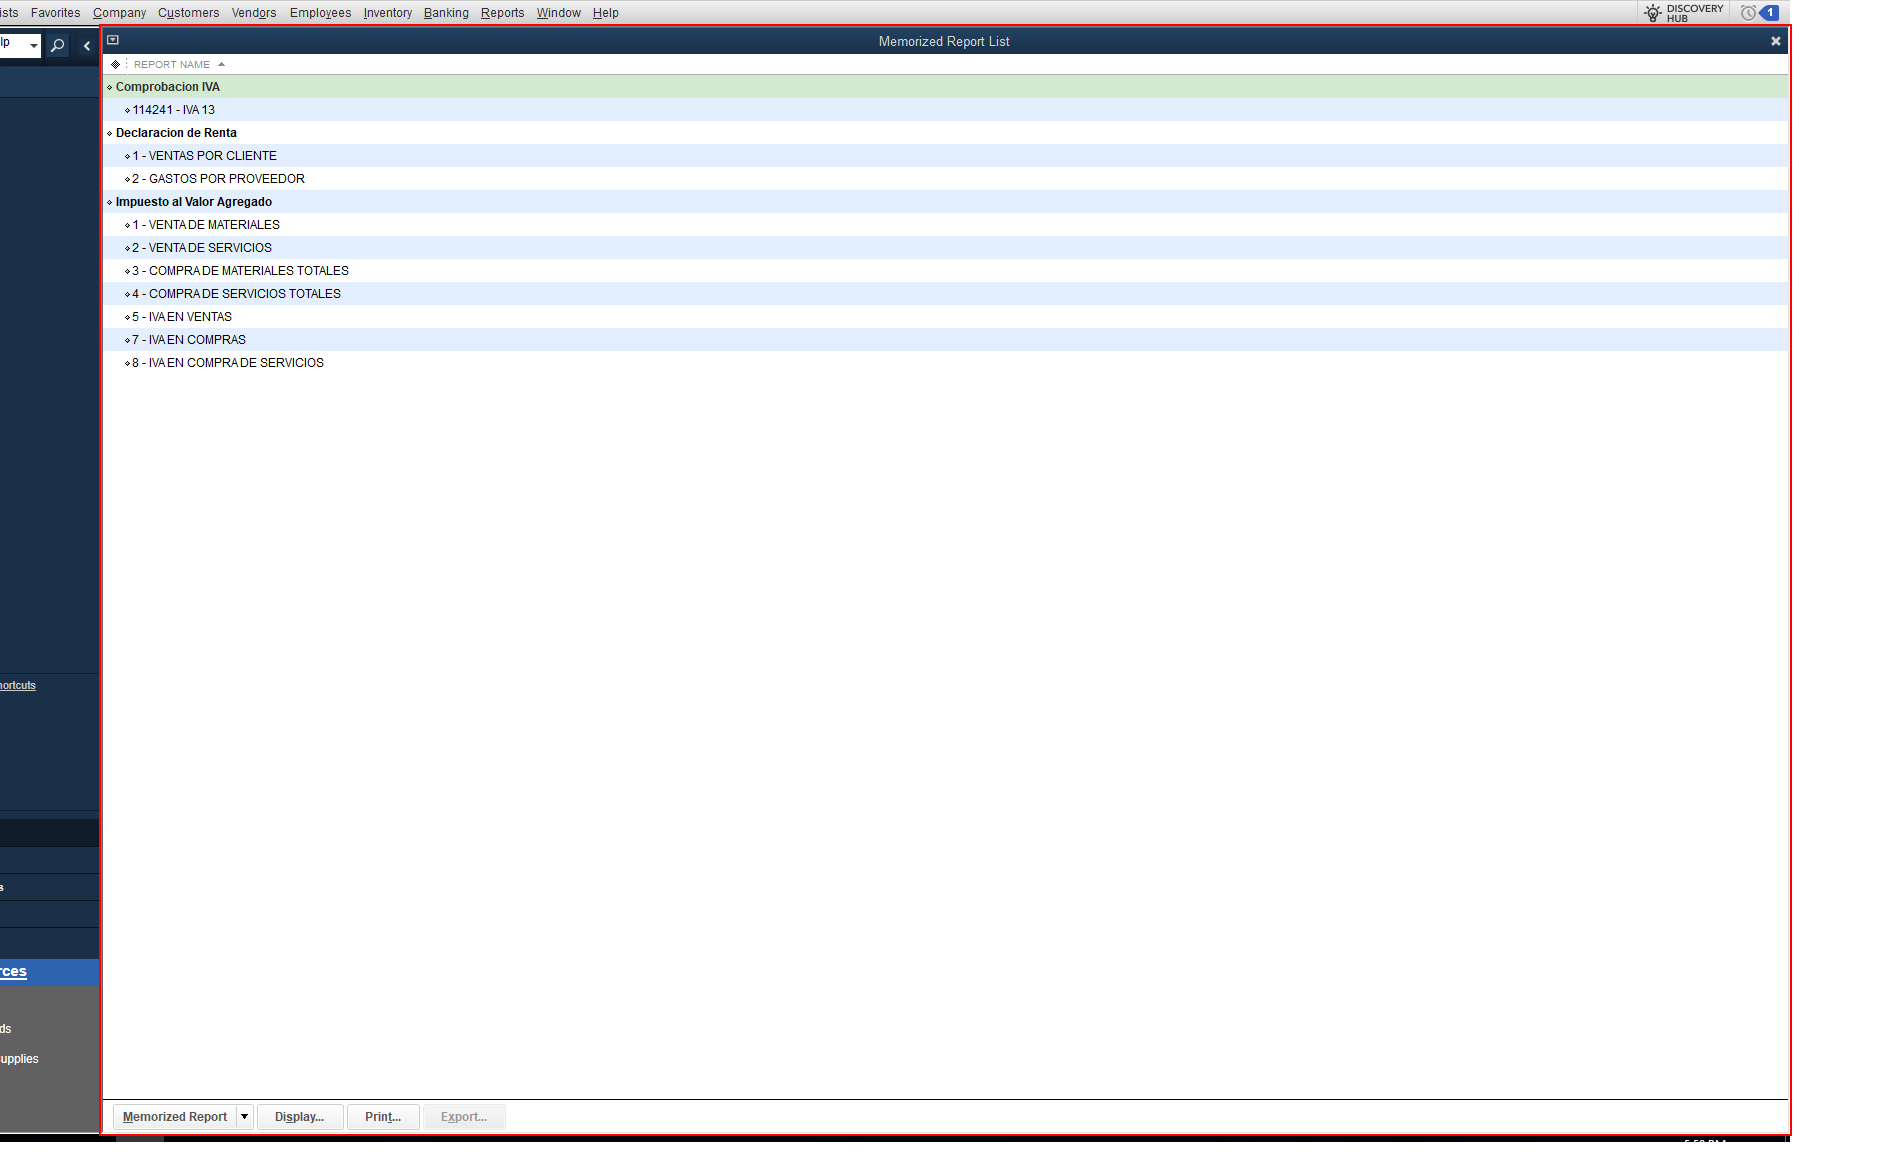 ists Favorites Company Customers Vendors Employees Inventory Banking Reports Window Help DISCOVERY HUB 1
lp
Memorized Report List
REPORT NAME
Comprobacion IVA
114241 - IVA 13
Declaracion de Renta
1 - VENTAS POR CLIENTE
2 - GASTOS POR PROVEEDOR
Impuesto al Valor Agregado
1 - VENTA DE MATERIALES
2 - VENTA DE SERVICIOS
3 - COMPRA DE MATERIALES TOTALES
4 - COMPRA DE SERVICIOS TOTALES
5 - IVA EN VENTAS
7 - IVA EN COMPRAS
8 - IVA EN COMPRA DE SERVICIOS
hortcuts
s
rces
ds
upplies
Memorized Report Display... Print... Export...